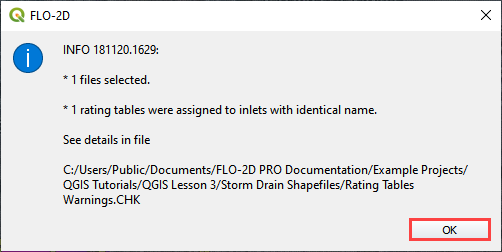 FLO-2D
INFO 181120.1629:
* 1 files selected.
* 1 rating tables were assigned to inlets with identical name.
See details in file
C:/Users/Public/Documents/FLO-2D PRO Documentation/Example Projects/
QGIS Tutorials/QGIS Lesson 3/Storm Drain Shapefiles/Rating Tables
Warnings.CHK
OK